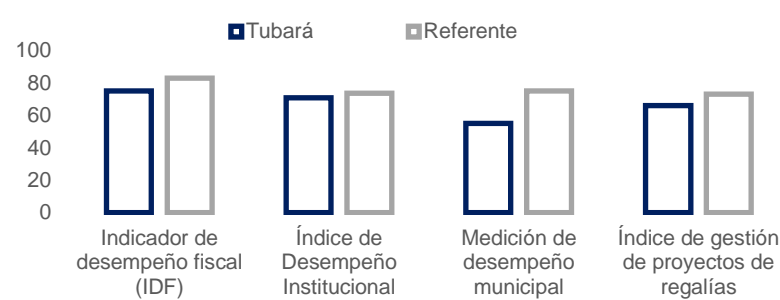 Tubará
Referente
100
80
60
40
20
0
Indicador de
desempeño fiscal
(IDF)
Índice de
Desempeño
Institucional
Medición de
desempeño
municipal
Índice de gestión
de proyectos de
regalías